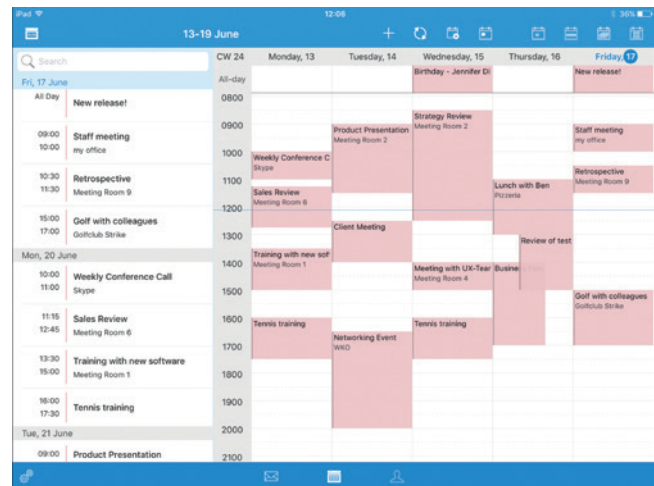 iPad 12:06 36%
13-19 June
Search
Fri, 17 June
All Day New release!
09:00 Staff meeting
10:00 my office
10:30 Retrospective
11:30 Meeting Room 9
15:00 Golf with colleagues
17:00 Golfclub Strike
Mon, 20 June
10:00 Weekly Conference Call
11:00 Skype
11:15 Sales Review
12:45 Meeting Room 6
13:30 Training with new software
15:00 Meeting Room 1
16:00 Tennis training
17:30
Tue, 21 June
09:00 Product Presentation
CW 24 Monday, 13 Tuesday, 14 Wednesday, 15 Thursday, 16 Friday, 17
All-day
0800
0900
1000
1100
1200
1300
1400
1500
1600
1700
1800
1900
2000
2100
Weekly Conference C
Skype
Sales Review
Meeting Room 6
Training with new sof
Meeting Room 1
Tennis training
Product Presentation
Meeting Room 2
Client Meeting
Networking Event
WKO
Birthday - Jennifer Di
Strategy Review
Meeting Room 2
Meeting with UX-Tear
Meeting Room 4
Tennis training
Lunch with Ben
Pizzeria
Review of test
Busine
New release!
Staff meeting
my office
Retrospective
Meeting Room 9
Golf with colleagues
Golfclub Strike